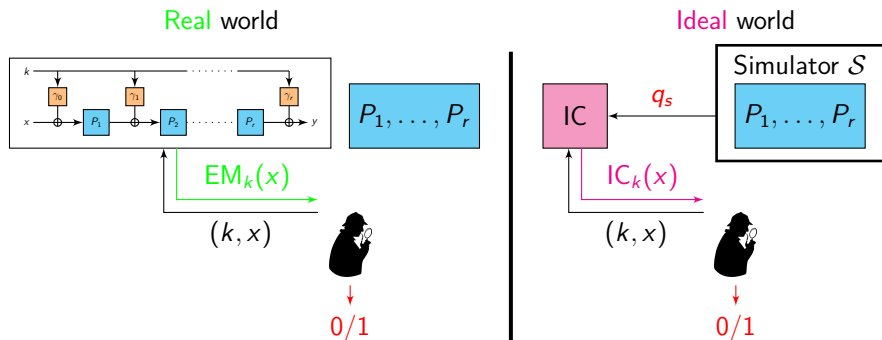 Real world
k
γ₀ γ₁ γᵣ
x P₁ P₂ Pᵣ y
P₁, . . . , Pᵣ
EMₖ(x)
(k, x)
0/1
Ideal world
Simulator 𝒮
IC
qₛ
P₁, . . . , Pᵣ
ICₖ(x)
(k, x)
0/1